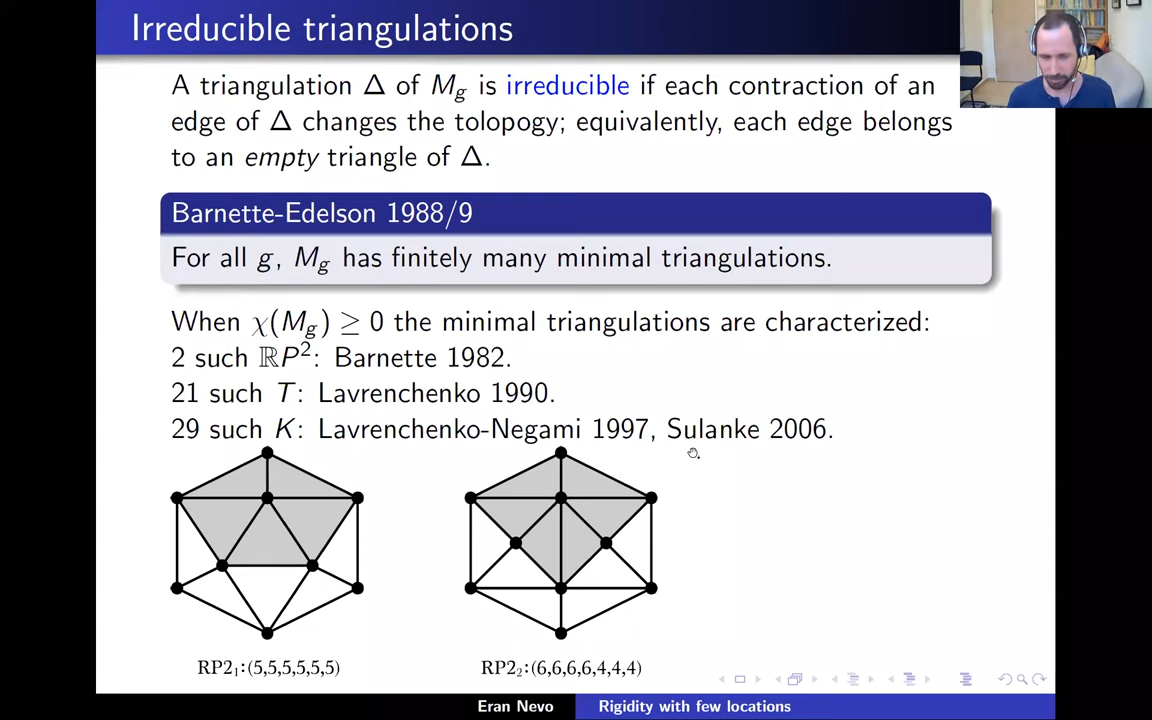 Irreducible triangulations
A triangulation Δ of M_g is irreducible if each contraction of an
edge of Δ changes the tolopogy; equivalently, each edge belongs
to an empty triangle of Δ.
Barnette-Edelson 1988/9
For all g, M_g has finitely many minimal triangulations.
When χ(M_g) ≥ 0 the minimal triangulations are characterized:
2 such ℝP²: Barnette 1982.
21 such T: Lavrenchenko 1990.
29 such K: Lavrenchenko-Negami 1997, Sulanke 2006.
RP2₁:(5,5,5,5,5,5)
RP2₂:(6,6,6,6,4,4,4)
Eran Nevo
Rigidity with few locations